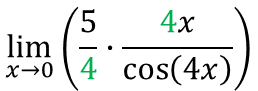 lim x→0 (5/4 · 4x/cos(4x))